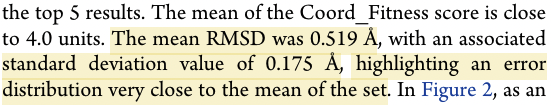 the top 5 results. The mean of the Coord_Fitness score is close
to 4.0 units. The mean RMSD was 0.519 Å, with an associated
standard deviation value of 0.175 Å, highlighting an error
distribution very close to the mean of the set. In Figure 2, as an